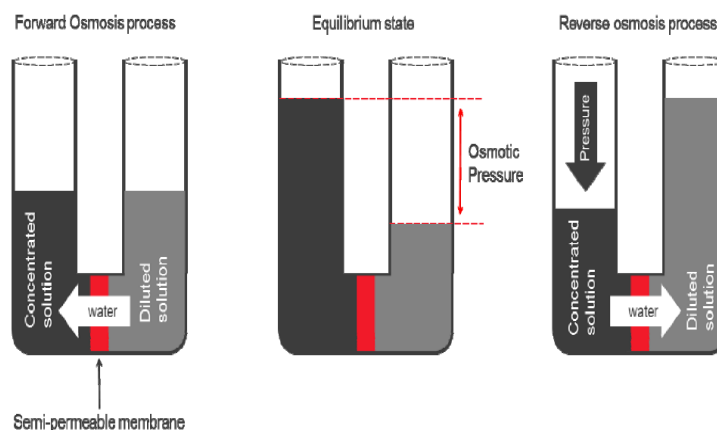 Forward Osmosis process
Equilibrium state
Reverse osmosis process
Concentrated
solution
water
Diluted
solution
Osmotic
Pressure
Pressure
Concentrated
solution
water
Diluted
solution
Semi-permeable membrane